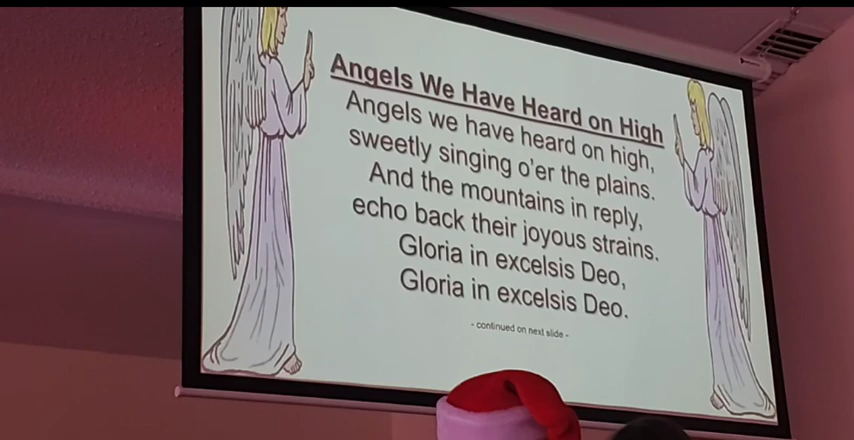 Angels We Have Heard on High
Angels we have heard on high,
sweetly singing o'er the plains.
And the mountains in reply,
echo back their joyous strains.
Gloria in excelsis Deo,
Gloria in excelsis Deo.
- continued on next slide -